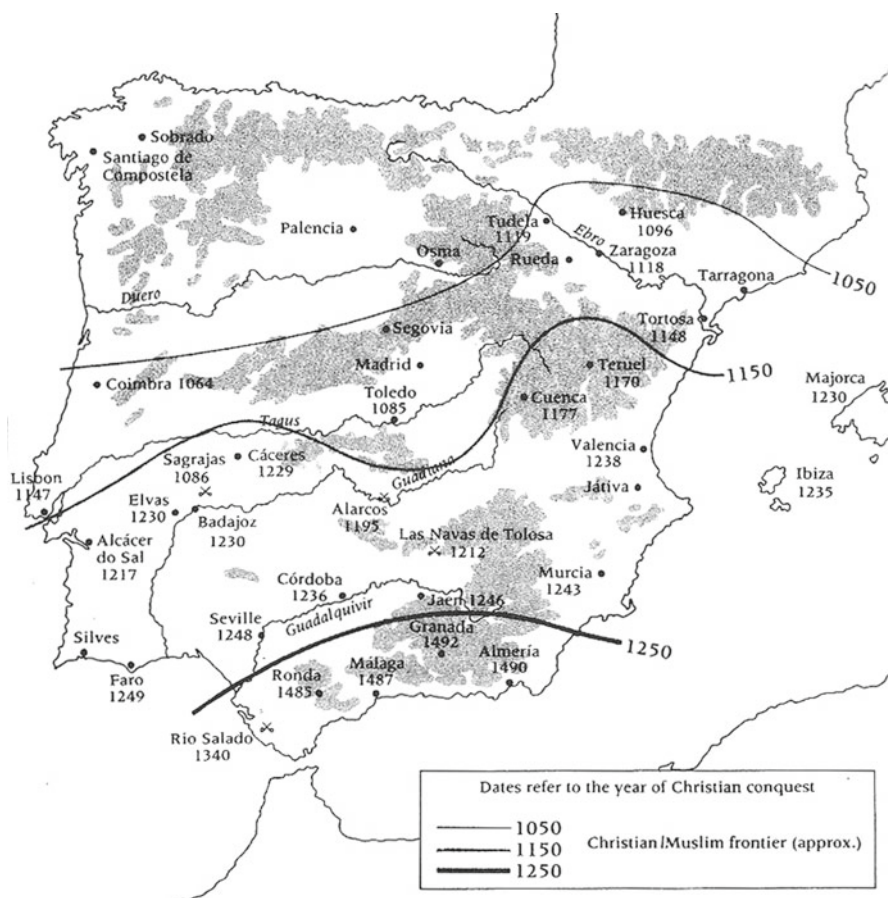 Sobrado
Santiago de
Compostela
Palencia
Osma
Tudela
1119
Huesca
1096
Ebro
Rueda
Zaragoza
1118
1050
Tarragona
Duero
Segovia
Tortosa
1148
Madrid
Teruel
1170
1150
Coimbra 1064
Toledo
1085
Cuenca
1177
Majorca
1230
Tagus
Sagrajas
1086
Cáceres
1229
Guadiana
Valencia
1238
Lisbon
1147
Elvas
1230
Badajoz
1230
Alarcos
1195
Játiva
Ibiza
1235
Alcácer
do Sal
1217
Las Navas de Tolosa
1212
Córdoba
1236
Murcia
1243
Jaen 1246
Guadalquivir
Seville
1248
Silves
Granada
1492
1250
Faro
1249
Ronda
1485
Málaga
1487
Almería
1490
Rio Salado
1340
Dates refer to the year of Christian conquest
1050
1150
Christian/Muslim frontier (approx.)
1250